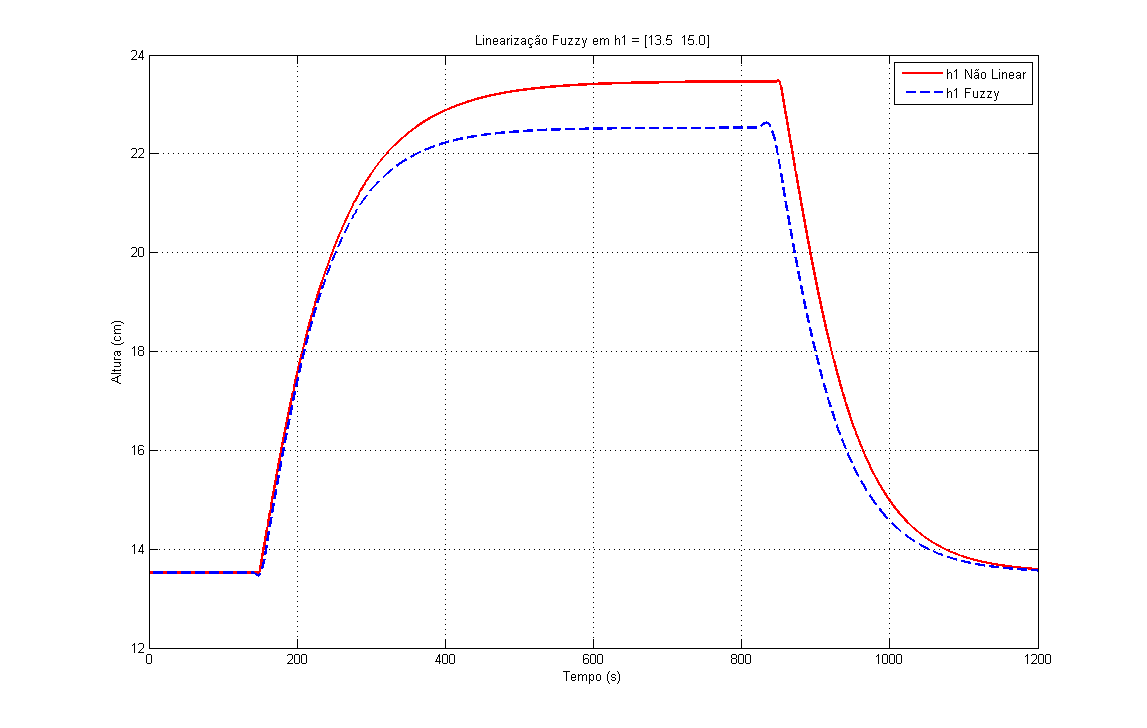 Linearização Fuzzy em h1 = [13.5  15.0]
24
22
20
18
16
14
12
Altura (cm)
h1 Não Linear
h1 Fuzzy
0 200 400 600 800 1000 1200
Tempo (s)